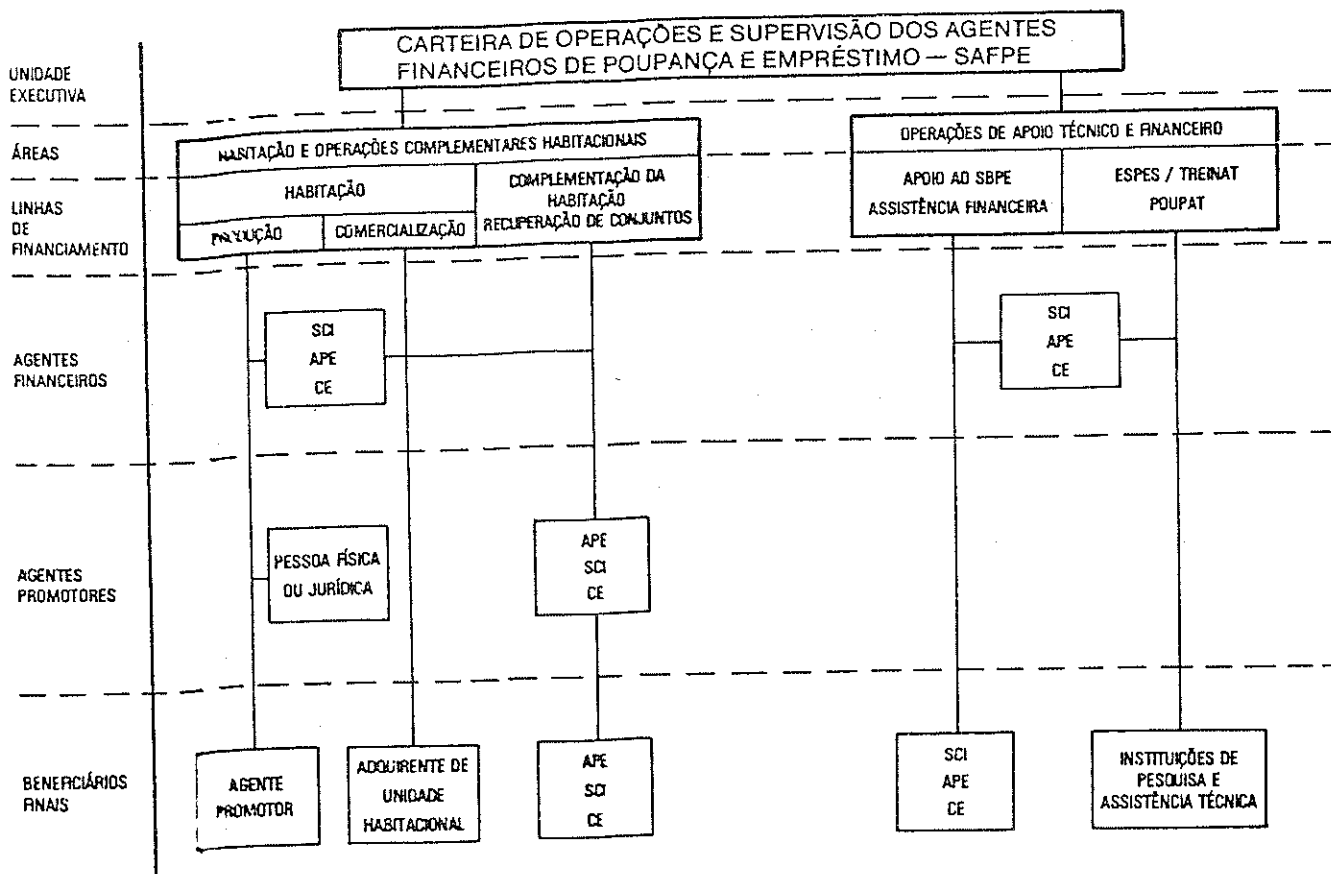 CARTEIRA DE OPERAÇÕES E SUPERVISÃO DOS AGENTES
FINANCEIROS DE POUPANÇA E EMPRÉSTIMO — SAFPE
UNIDADE
EXECUTIVA
ÁREAS
HABITAÇÃO E OPERAÇÕES COMPLEMENTARES HABITACIONAIS
OPERAÇÕES DE APOIO TÉCNICO E FINANCEIRO
LINHAS
DE
FINANCIAMENTO
HABITAÇÃO
PRODUÇÃO
COMERCIALIZAÇÃO
COMPLEMENTAÇÃO DA
HABITAÇÃO
RECUPERAÇÃO DE CONJUNTOS
APOIO AO SBPE
ASSISTÊNCIA FINANCEIRA
ESPES / TREINAT
POUPAT
AGENTES
FINANCEIROS
SCI
APE
CE
SCI
APE
CE
AGENTES
PROMOTORES
PESSOA FÍSICA
OU JURÍDICA
APE
SCI
CE
BENEFICIÁRIOS
FINAIS
AGENTE
PROMOTOR
ADQUIRENTE DE
UNIDADE
HABITACIONAL
APE
SCI
CE
SCI
APE
CE
INSTITUIÇÕES DE
PESQUISA E
ASSISTÊNCIA TÉCNICA